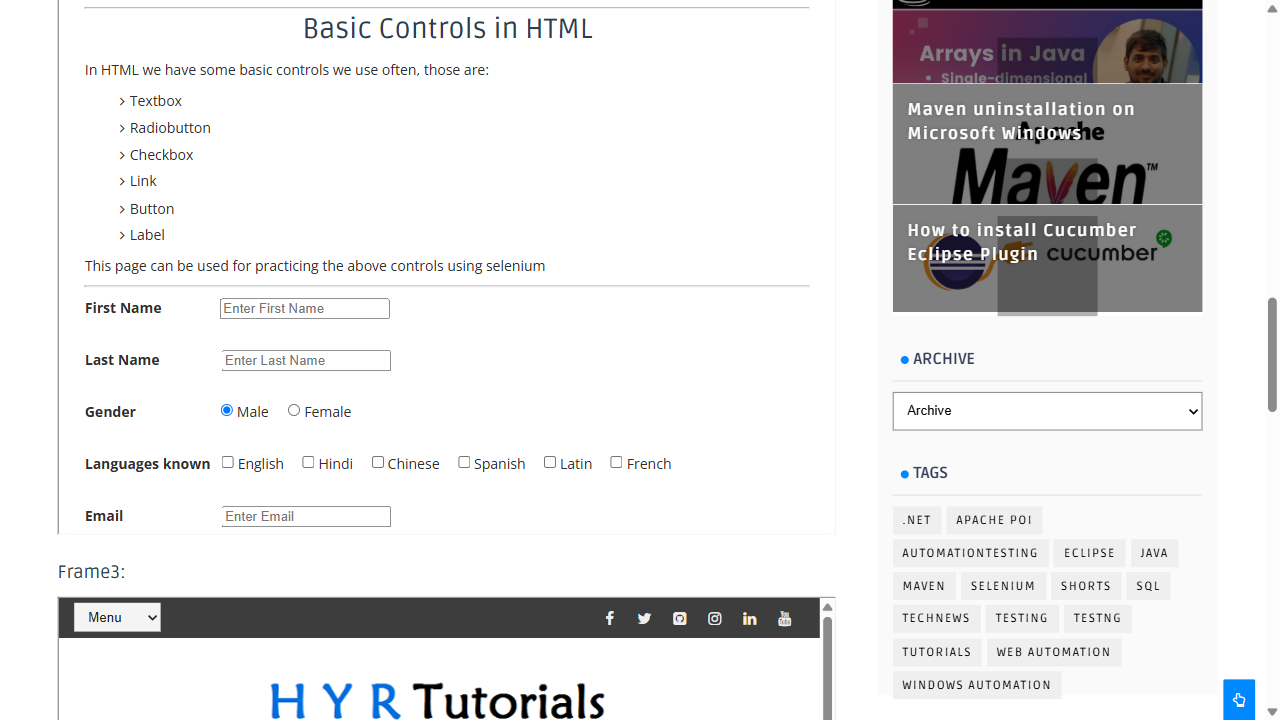 Basic Controls in HTML
In HTML we have some basic controls we use often, those are:
Textbox
Radiobutton
Checkbox
Link
Button
Label
This page can be used for practicing the above controls using selenium
First Name Enter First Name
Last Name Enter Last Name
Gender Male Female
Languages known English Hindi Chinese Spanish Latin French
Email Enter Email
Frame3:
Menu
HYR Tutorials
Arrays in Java
• Single-dimensional
Maven uninstallation on
Microsoft Windows
Apache
Maven™
How to install Cucumber
Eclipse Plugin
cucumber
ARCHIVE
Archive
TAGS
.NET APACHE POI
AUTOMATIONTESTING ECLIPSE JAVA
MAVEN SELENIUM SHORTS SQL
TECHNEWS TESTING TESTNG
TUTORIALS WEB AUTOMATION
WINDOWS AUTOMATION